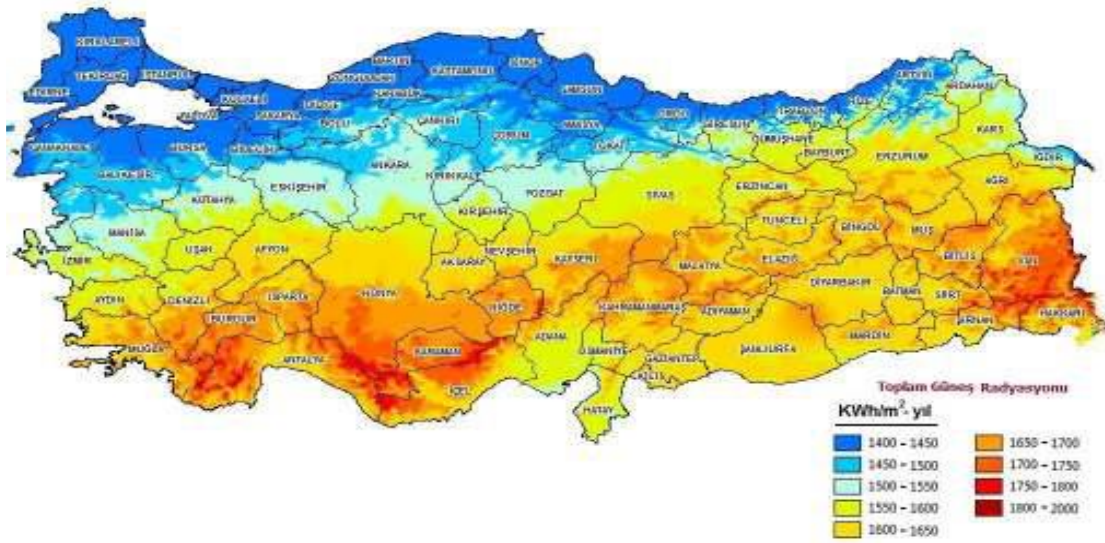 KIRKLARELİ
TEKİRDAĞ
İSTANBUL
EDİRNE
KOCAELİ
YALOVA
SAKARYA
DÜZCE
BOLU
ZONGULDAK
BARTIN
KARABÜK
KASTAMONU
SİNOP
SAMSUN
ÇANKIRI
ÇORUM
AMASYA
TOKAT
ORDU
GİRESUN
TRABZON
RİZE
ARTVİN
ARDAHAN
GÜMÜŞHANE
BAYBURT
KARS
ERZURUM
IĞDIR
AĞRI
ÇANAKKALE
BURSA
BİLECİK
BALIKESİR
ESKİŞEHİR
ANKARA
KIRIKKALE
YOZGAT
SİVAS
ERZİNCAN
KÜTAHYA
KIRŞEHİR
TUNCELİ
BİNGÖL
MUŞ
MANİSA
UŞAK
AFYON
İZMİR
AKSARAY
NEVŞEHİR
KAYSERİ
MALATYA
ELAZIĞ
BİTLİS
VAN
DİYARBAKIR
BATMAN
SİİRT
AYDIN
DENİZLİ
ISPARTA
BURDUR
KONYA
NİĞDE
KAHRAMANMARAŞ
ADIYAMAN
ŞIRNAK
HAKKARİ
MUĞLA
ANTALYA
KARAMAN
İÇEL
ADANA
OSMANİYE
GAZİANTEP
KİLİS
ŞANLIURFA
MARDİN
HATAY
Toplam Güneş Radyasyonu
KWh/m²- yıl
1400 - 1450
1450 - 1500
1500 - 1550
1550 - 1600
1600 - 1650
1650 - 1700
1700 - 1750
1750 - 1800
1800 - 2000